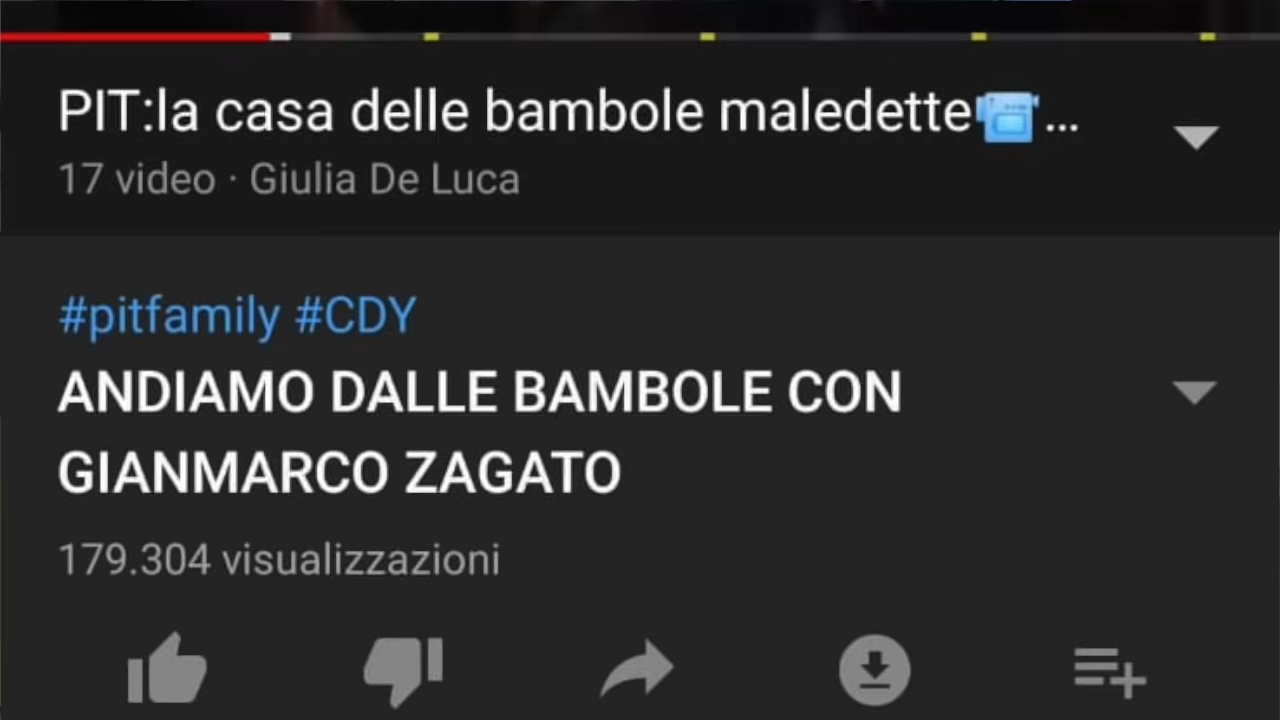 PIT:la casa delle bambole maledette📹...
17 video · Giulia De Luca
#pitfamily #CDY
ANDIAMO DALLE BAMBOLE CON
GIANMARCO ZAGATO
179.304 visualizzazioni